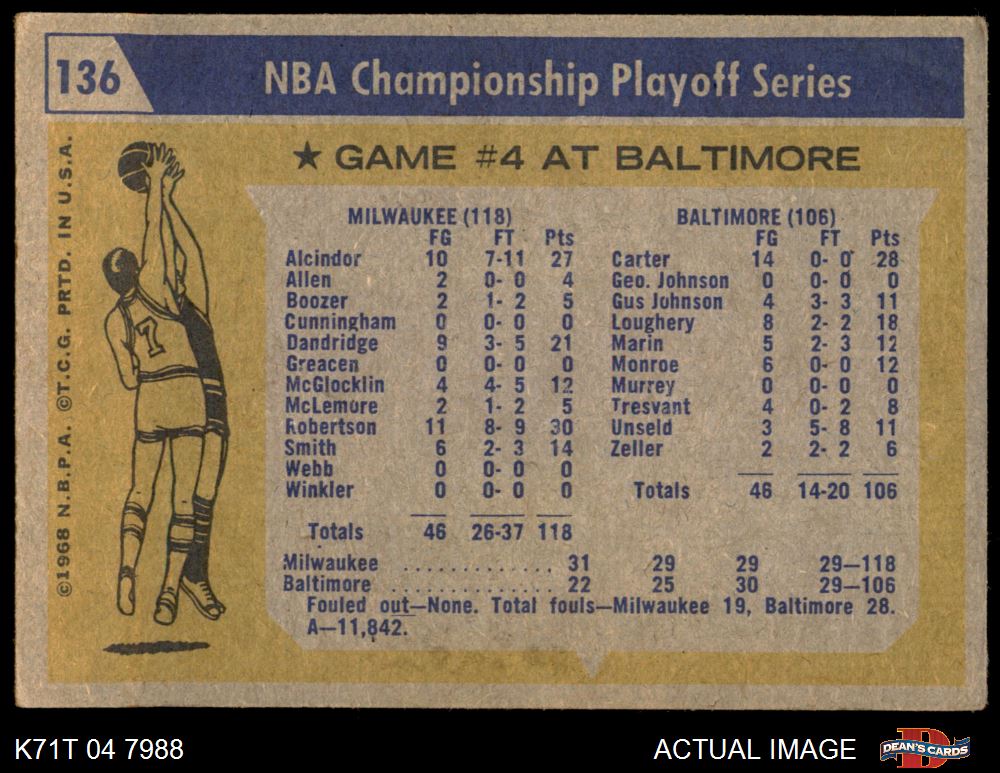 136 NBA Championship Playoff Series
★ GAME #4 AT BALTIMORE
MILWAUKEE (118)
FG FT Pts
Alcindor 10 7-11 27
Allen 2 0- 0 4
Boozer 2 1- 2 5
Cunningham 0 0- 0 0
Dandridge 9 3- 5 21
Greacen 0 0- 0 0
McGlocklin 4 4- 5 12
McLemore 2 1- 2 5
Robertson 11 8- 9 30
Smith 6 2- 3 14
Webb 0 0- 0 0
Winkler 0 0- 0 0
Totals 46 26-37 118
BALTIMORE (106)
FG FT Pts
Carter 14 0- 0 28
Geo. Johnson 0 0- 0 0
Gus Johnson 4 3- 3 11
Loughery 8 2- 2 18
Marin 5 2- 3 12
Monroe 6 0- 0 12
Murrey 0 0- 0 0
Tresvant 4 0- 2 8
Unseld 3 5- 8 11
Zeller 2 2- 2 6
Totals 46 14-20 106
Milwaukee .............. 31 29 29 29—118
Baltimore .............. 22 25 30 29—106
Fouled out—None. Total fouls—Milwaukee 19, Baltimore 28.
A—11,842.
©1968 N.B.P.A. ©T.C.G. PRTD. IN U.S.A.
7
K71T 04 7988
ACTUAL IMAGE
DEAN'S CARDS